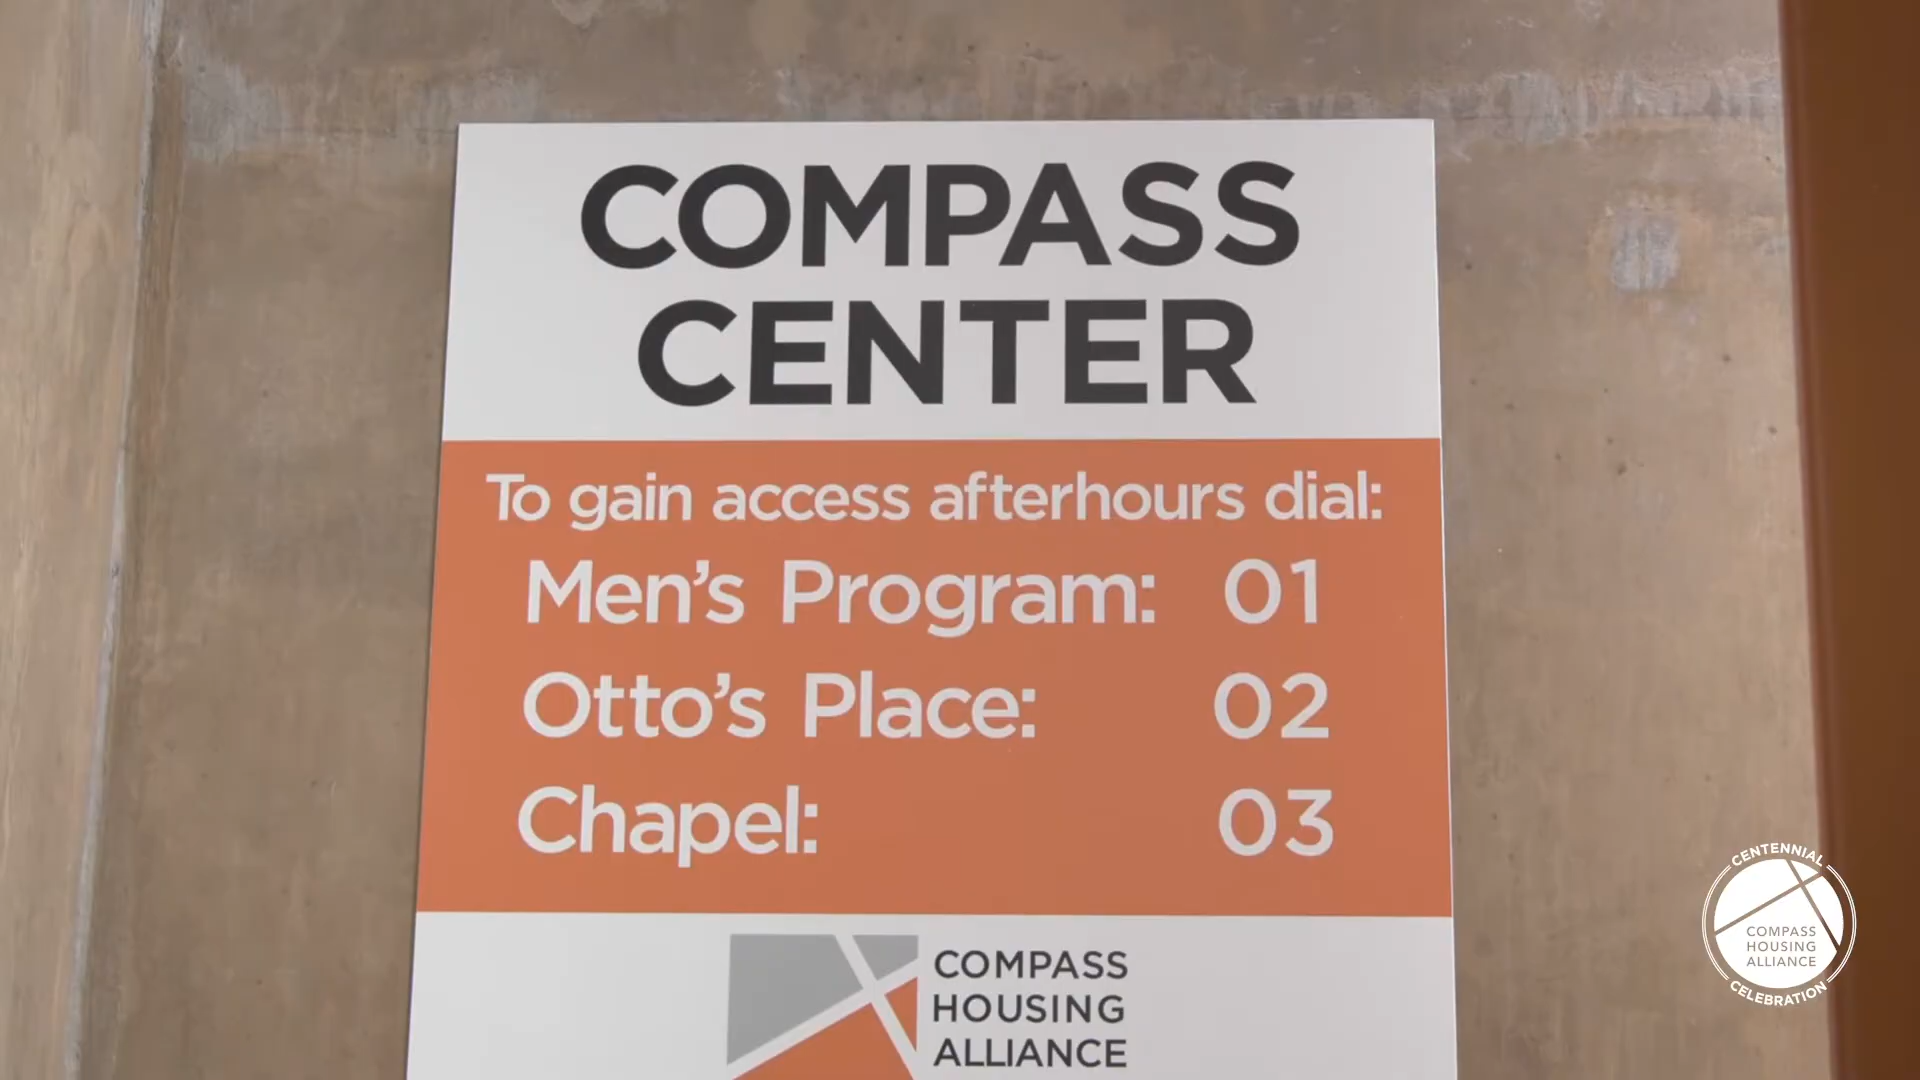 COMPASS
CENTER
To gain access afterhours dial:
Men's Program: 01
Otto's Place: 02
Chapel: 03
COMPASS
HOUSING
ALLIANCE
CENTENNIAL
COMPASS
HOUSING
ALLIANCE
CELEBRATION